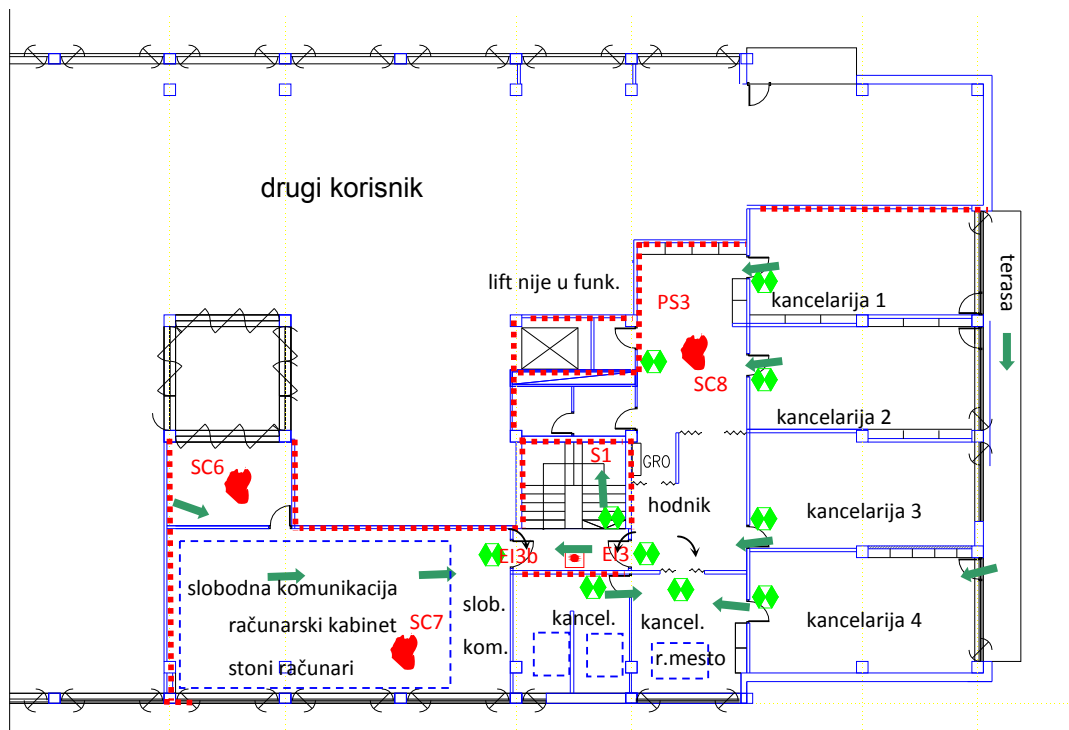 drugi korisnik
lift nije u funk.
terasa
PS3
kancelarija 1
SC8
kancelarija 2
S1
SC6
GRO
hodnik
kancelarija 3
EI3b
EI3
slobodna komunikacija
slob.
SC7
računarski kabinet
kancel.
kancel.
kancelarija 4
kom.
stoni računari
r.mesto